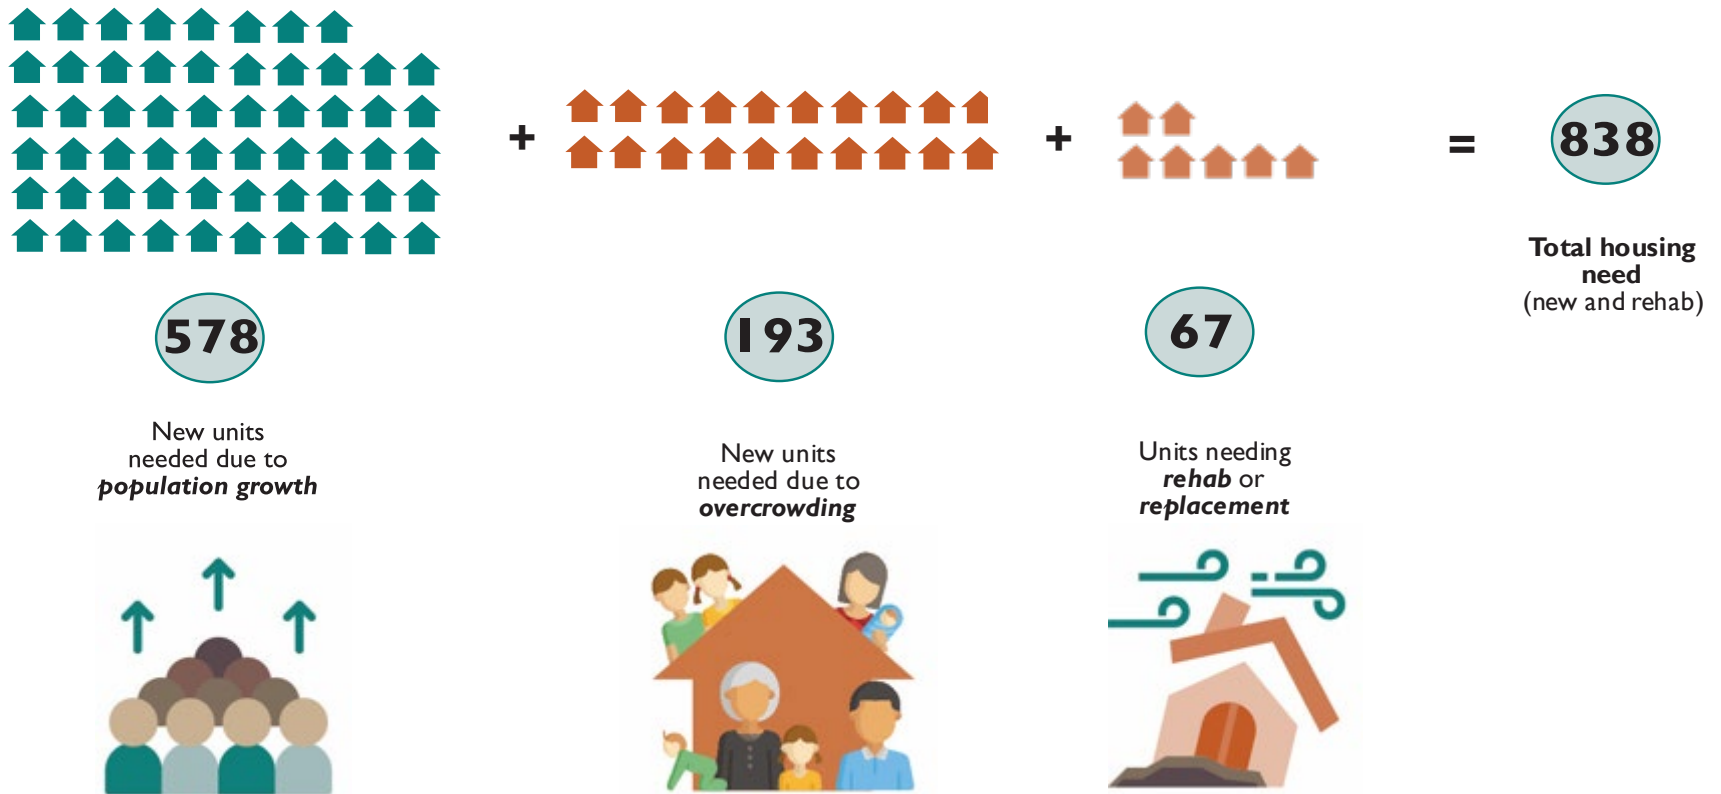 +
+
=
838
Total housing
need
(new and rehab)
578
New units
needed due to
population growth
193
New units
needed due to
overcrowding
67
Units needing
rehab or
replacement